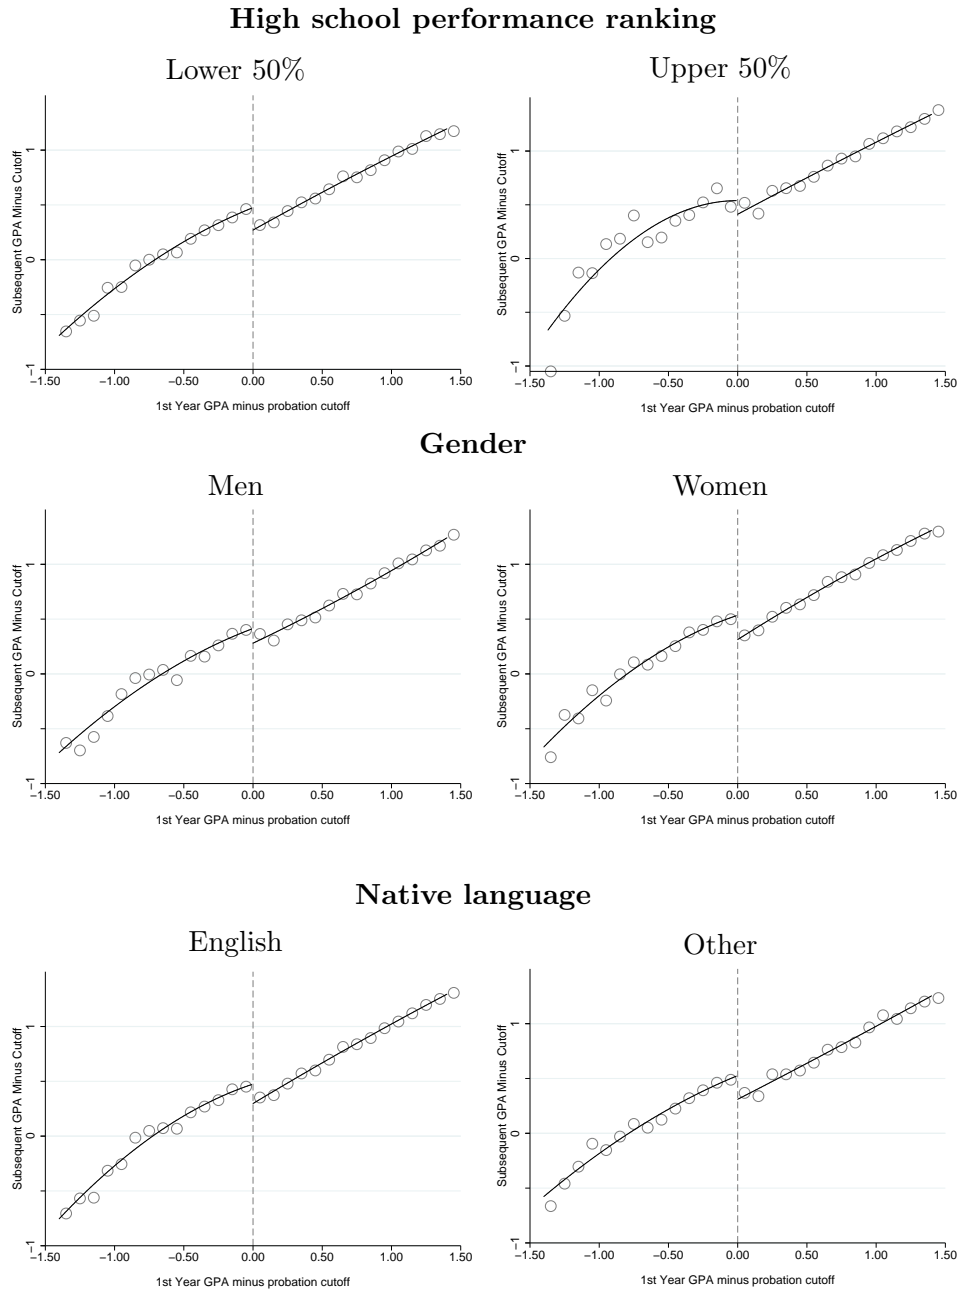 High school performance ranking
Lower 50%
Upper 50%
Subsequent GPA Minus Cutoff
1
0
−1
−1.50 −1.00 −0.50 0.00 0.50 1.00 1.50
1st Year GPA minus probation cutoff
Subsequent GPA Minus Cutoff
1
0
−1
−1.50 −1.00 −0.50 0.00 0.50 1.00 1.50
1st Year GPA minus probation cutoff
Gender
Men
Women
Subsequent GPA Minus Cutoff
1
0
−1
−1.50 −1.00 −0.50 0.00 0.50 1.00 1.50
1st Year GPA minus probation cutoff
Subsequent GPA Minus Cutoff
1
0
−1
−1.50 −1.00 −0.50 0.00 0.50 1.00 1.50
1st Year GPA minus probation cutoff
Native language
English
Other
Subsequent GPA Minus Cutoff
1
0
−1
−1.50 −1.00 −0.50 0.00 0.50 1.00 1.50
1st Year GPA minus probation cutoff
Subsequent GPA Minus Cutoff
1
0
−1
−1.50 −1.00 −0.50 0.00 0.50 1.00 1.50
1st Year GPA minus probation cutoff